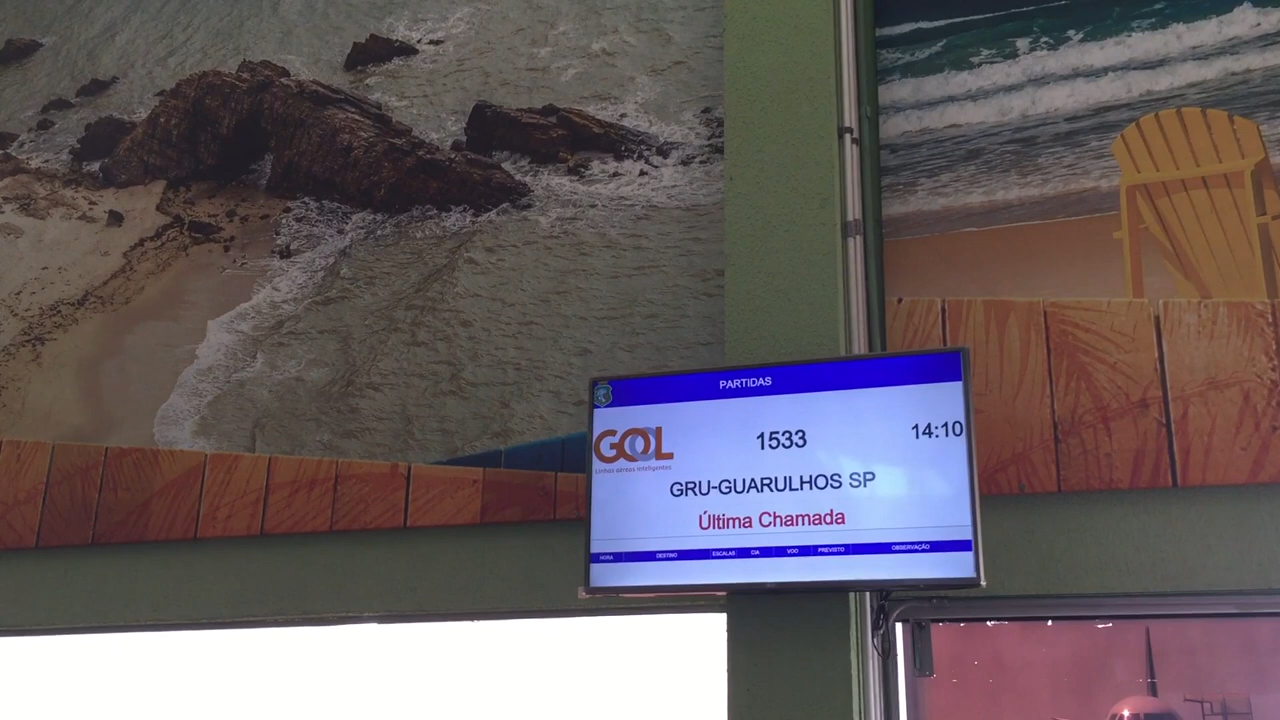 PARTIDAS
GOL
Linhas aéreas inteligentes
1533
14:10
GRU-GUARULHOS SP
Última Chamada
HORA DESTINO ESCALAS CIA VOO PREVISTO OBSERVAÇÃO